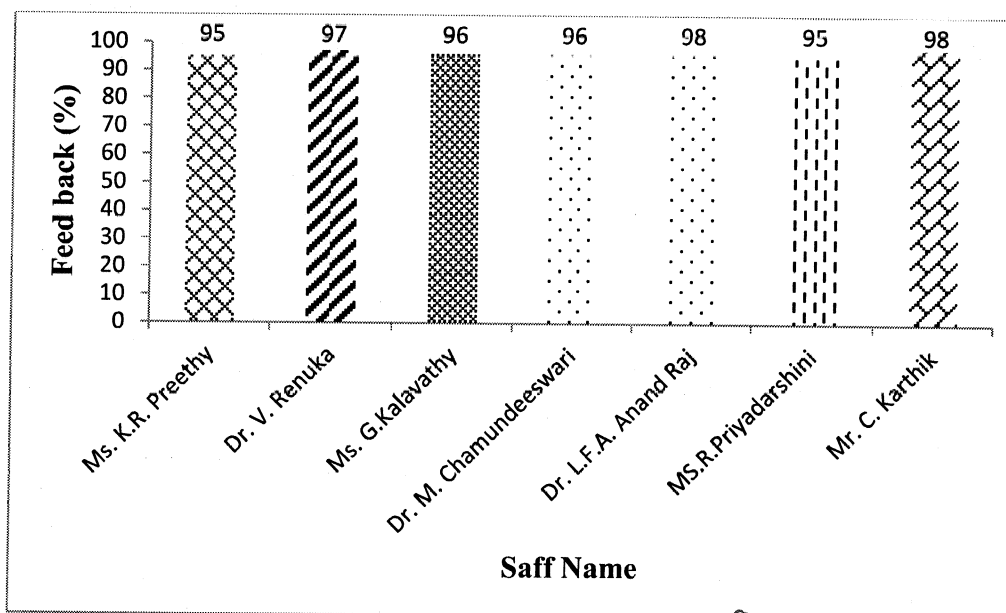 95 97 96 96 98 95 98
100
90
80
70
60
50
40
30
20
10
0
Feed back (%)
Ms. K.R. Preethy
Dr. V. Renuka
Ms. G.Kalavathy
Dr. M. Chamundeeswari
Dr. L.F.A. Anand Raj
MS.R.Priyadarshini
Mr. C. Karthik
Saff Name